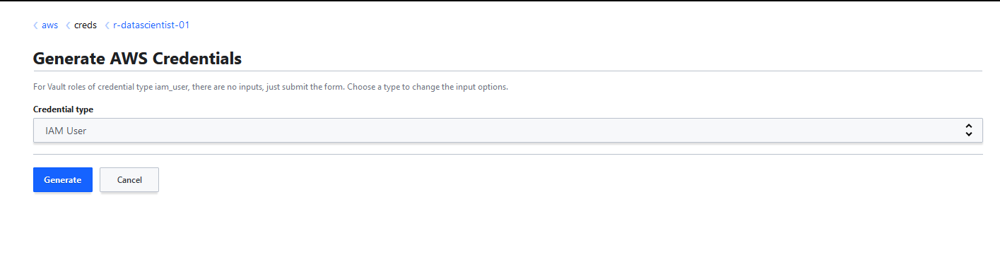 aws creds r-datascientist-01
Generate AWS Credentials
For Vault roles of credential type iam_user, there are no inputs, just submit the form. Choose a type to change the input options.
Credential type
IAM User
Generate Cancel